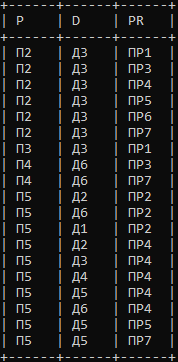 P D PR
П2 Д3 ПР1
П2 Д3 ПР3
П2 Д3 ПР4
П2 Д3 ПР5
П2 Д3 ПР6
П2 Д3 ПР7
П3 Д3 ПР1
П4 Д6 ПР3
П4 Д6 ПР7
П5 Д2 ПР2
П5 Д6 ПР2
П5 Д1 ПР2
П5 Д2 ПР4
П5 Д3 ПР4
П5 Д4 ПР4
П5 Д5 ПР4
П5 Д6 ПР4
П5 Д5 ПР5
П5 Д5 ПР7